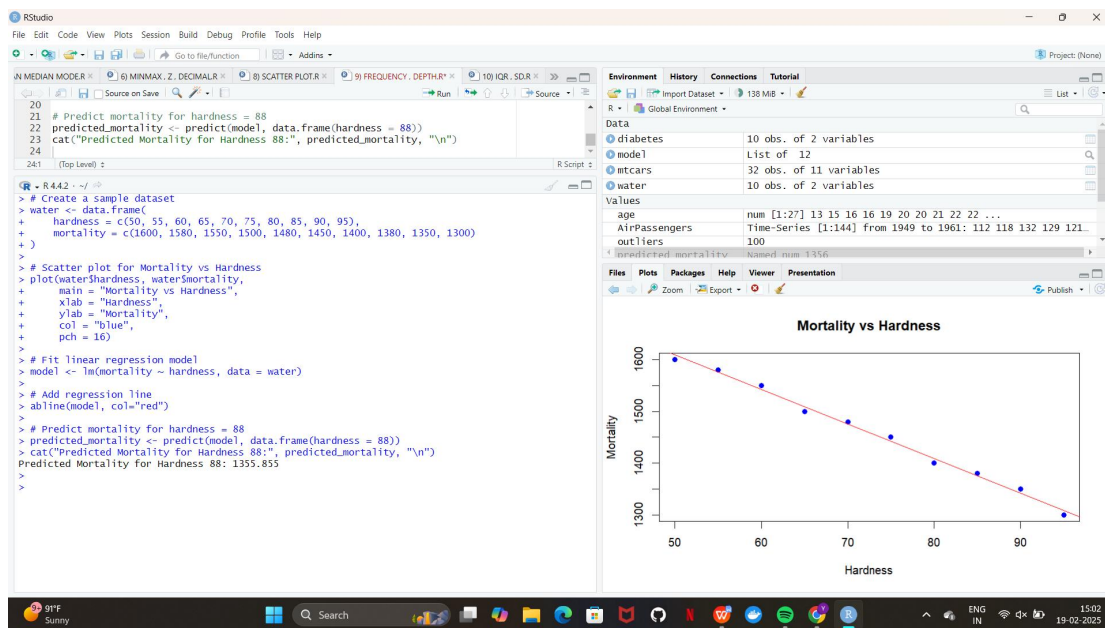 RStudio
File Edit Code View Plots Session Build Debug Profile Tools Help
Go to file/function Addins
Project: (None)
AN MEDIAN MODE.R 6) MINMAX , Z , DECIMAL.R 8) SCATTER PLOT.R 9) FREQUENCY , DEPTH.R* 10) IQR , SD.R
Source on Save Run Source
20
21 # Predict mortality for hardness = 88
22 predicted_mortality <- predict(model, data.frame(hardness = 88))
23 cat("Predicted Mortality for Hardness 88:", predicted_mortality, "\n")
24
24:1 (Top Level) R Script
R 4.4.2 · ~/
> # Create a sample dataset
> water <- data.frame(
+     hardness = c(50, 55, 60, 65, 70, 75, 80, 85, 90, 95),
+     mortality = c(1600, 1580, 1550, 1500, 1480, 1450, 1400, 1380, 1350, 1300)
+ )
>
> # Scatter plot for Mortality vs Hardness
> plot(water$hardness, water$mortality,
+      main = "Mortality vs Hardness",
+      xlab = "Hardness",
+      ylab = "Mortality",
+      col = "blue",
+      pch = 16)
>
> # Fit linear regression model
> model <- lm(mortality ~ hardness, data = water)
>
> # Add regression line
> abline(model, col="red")
>
> # Predict mortality for hardness = 88
> predicted_mortality <- predict(model, data.frame(hardness = 88))
> cat("Predicted Mortality for Hardness 88:", predicted_mortality, "\n")
Predicted Mortality for Hardness 88: 1355.855
>
>
Environment History Connections Tutorial
Import Dataset 138 MiB List
R Global Environment
Data
diabetes 10 obs. of 2 variables
model List of 12
mtcars 32 obs. of 11 variables
water 10 obs. of 2 variables
Values
age num [1:27] 13 15 16 16 19 20 20 21 22 22 ...
AirPassengers Time-Series [1:144] from 1949 to 1961: 112 118 132 129 121…
outliers 100
predicted_mortality Named num 1356
Files Plots Packages Help Viewer Presentation
Zoom Export Publish
Mortality vs Hardness
Mortality
1600
1500
1400
1300
50 60 70 80 90
Hardness
9+ 91°F
Sunny
Search
ENG
IN
15:02
19-02-2025